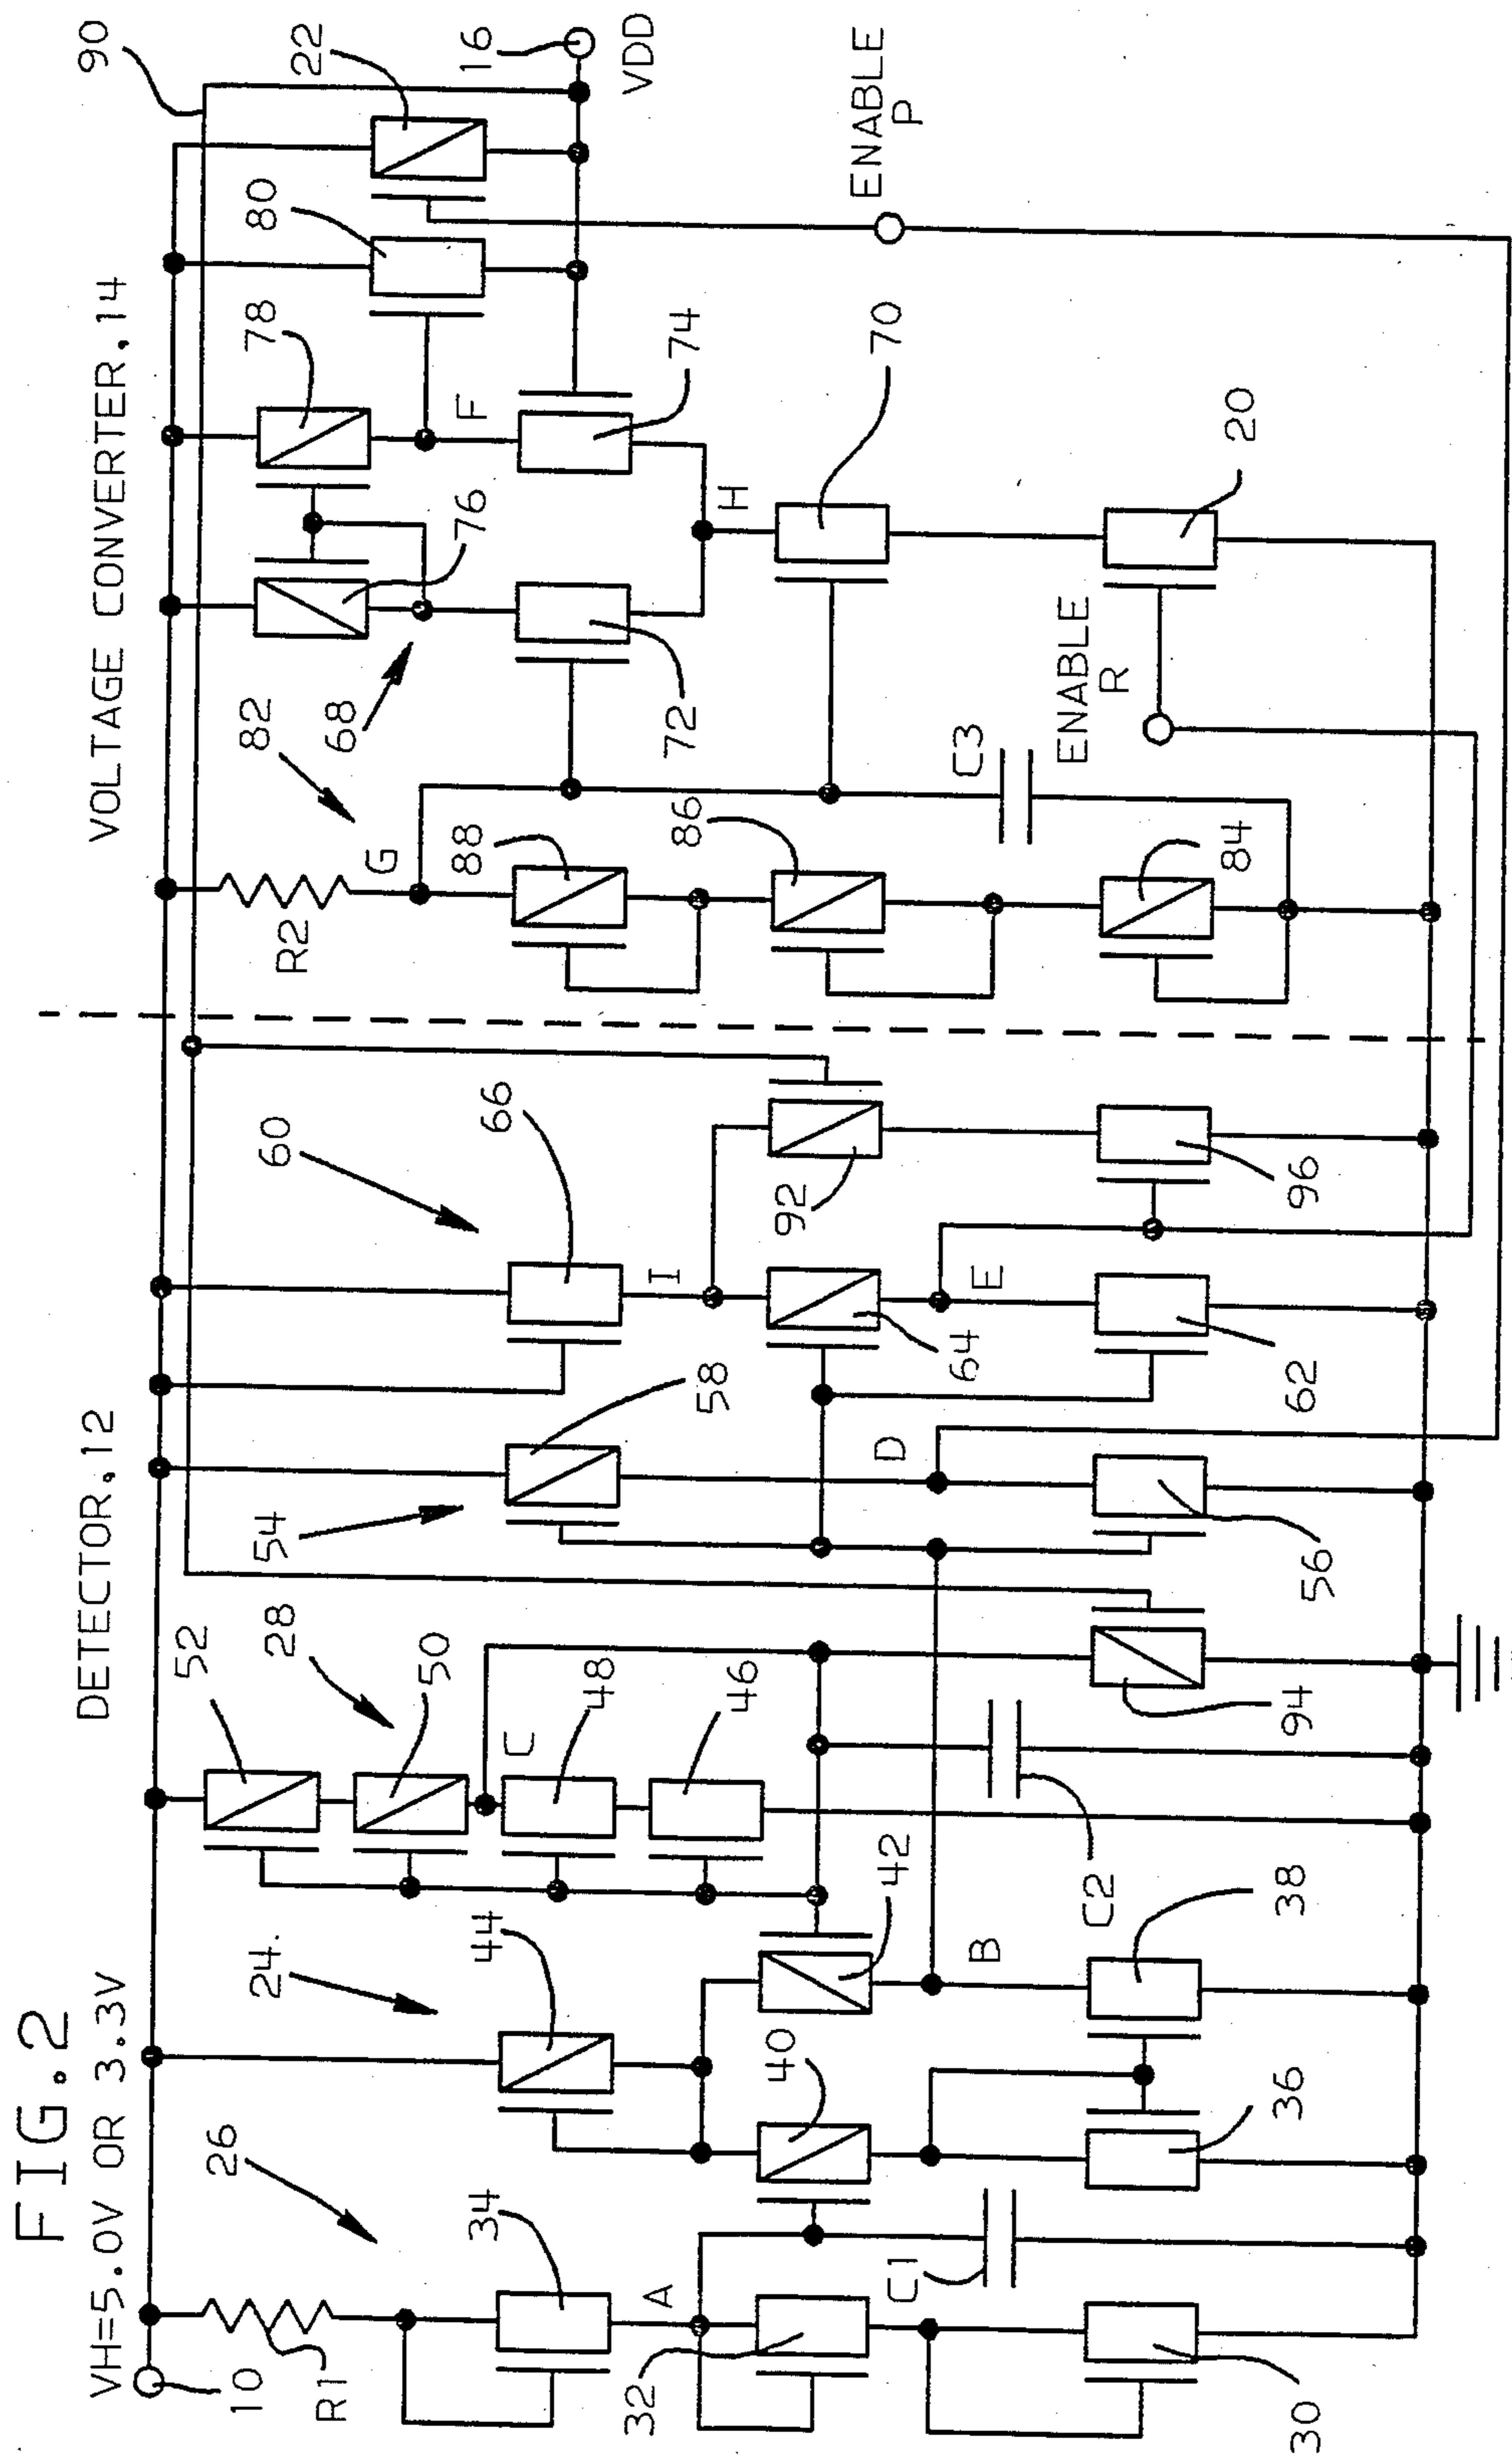 FIG.2
VH=5.0V OR 3.3V
DETECTOR,12
VOLTAGE CONVERTER,14
90
10
R1
26
34
A
32
30
C1
24.
44
40
42
B
36
38
C2
52
28
50
C
48
46
94
54
58
D
56
60
66
I
64
E
62
92
96
R2
82
G
88
86
84
C3
68
76
72
78
F
74
H
70
20
ENABLE
R
80
22
16
VDD
ENABLE
P